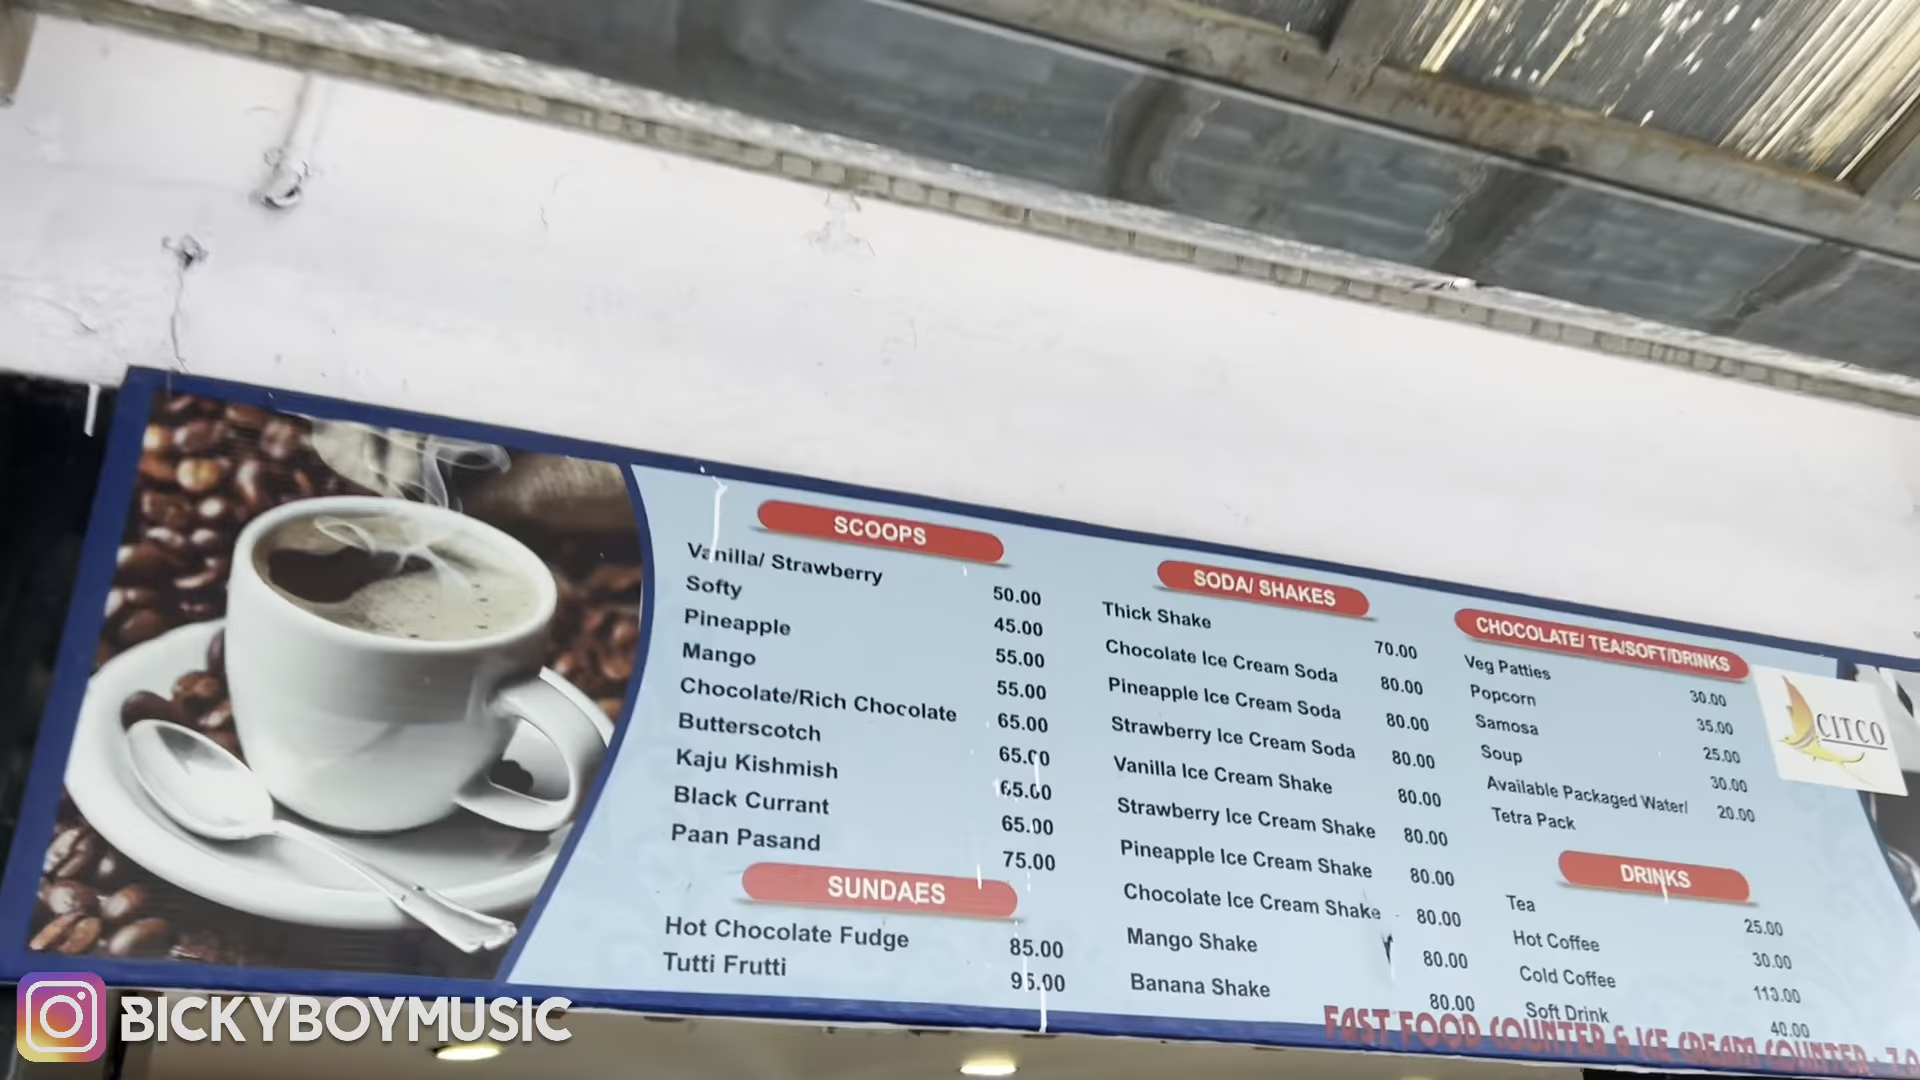 SCOOPS
Vanilla/ Strawberry 50.00
Softy 45.00
Pineapple 55.00
Mango 55.00
Chocolate/Rich Chocolate 65.00
Butterscotch 65.00
Kaju Kishmish 65.00
Black Currant 65.00
Paan Pasand 75.00
SUNDAES
Hot Chocolate Fudge 85.00
Tutti Frutti 95.00
SODA/ SHAKES
Thick Shake 70.00
Chocolate Ice Cream Soda 80.00
Pineapple Ice Cream Soda 80.00
Strawberry Ice Cream Soda 80.00
Vanilla Ice Cream Shake 80.00
Strawberry Ice Cream Shake 80.00
Pineapple Ice Cream Shake 80.00
Chocolate Ice Cream Shake 80.00
Mango Shake 80.00
Banana Shake 80.00
CHOCOLATE/ TEA/SOFT/DRINKS
Veg Patties 30.00
Popcorn 35.00
Samosa 25.00
Soup 30.00
Available Packaged Water/ 20.00
Tetra Pack
DRINKS
Tea 25.00
Hot Coffee 30.00
Cold Coffee
Soft Drink 40.00
CITCO
FAST FOOD COUNTER & ICE CREAM COUNTER
BICKYBOYMUSIC